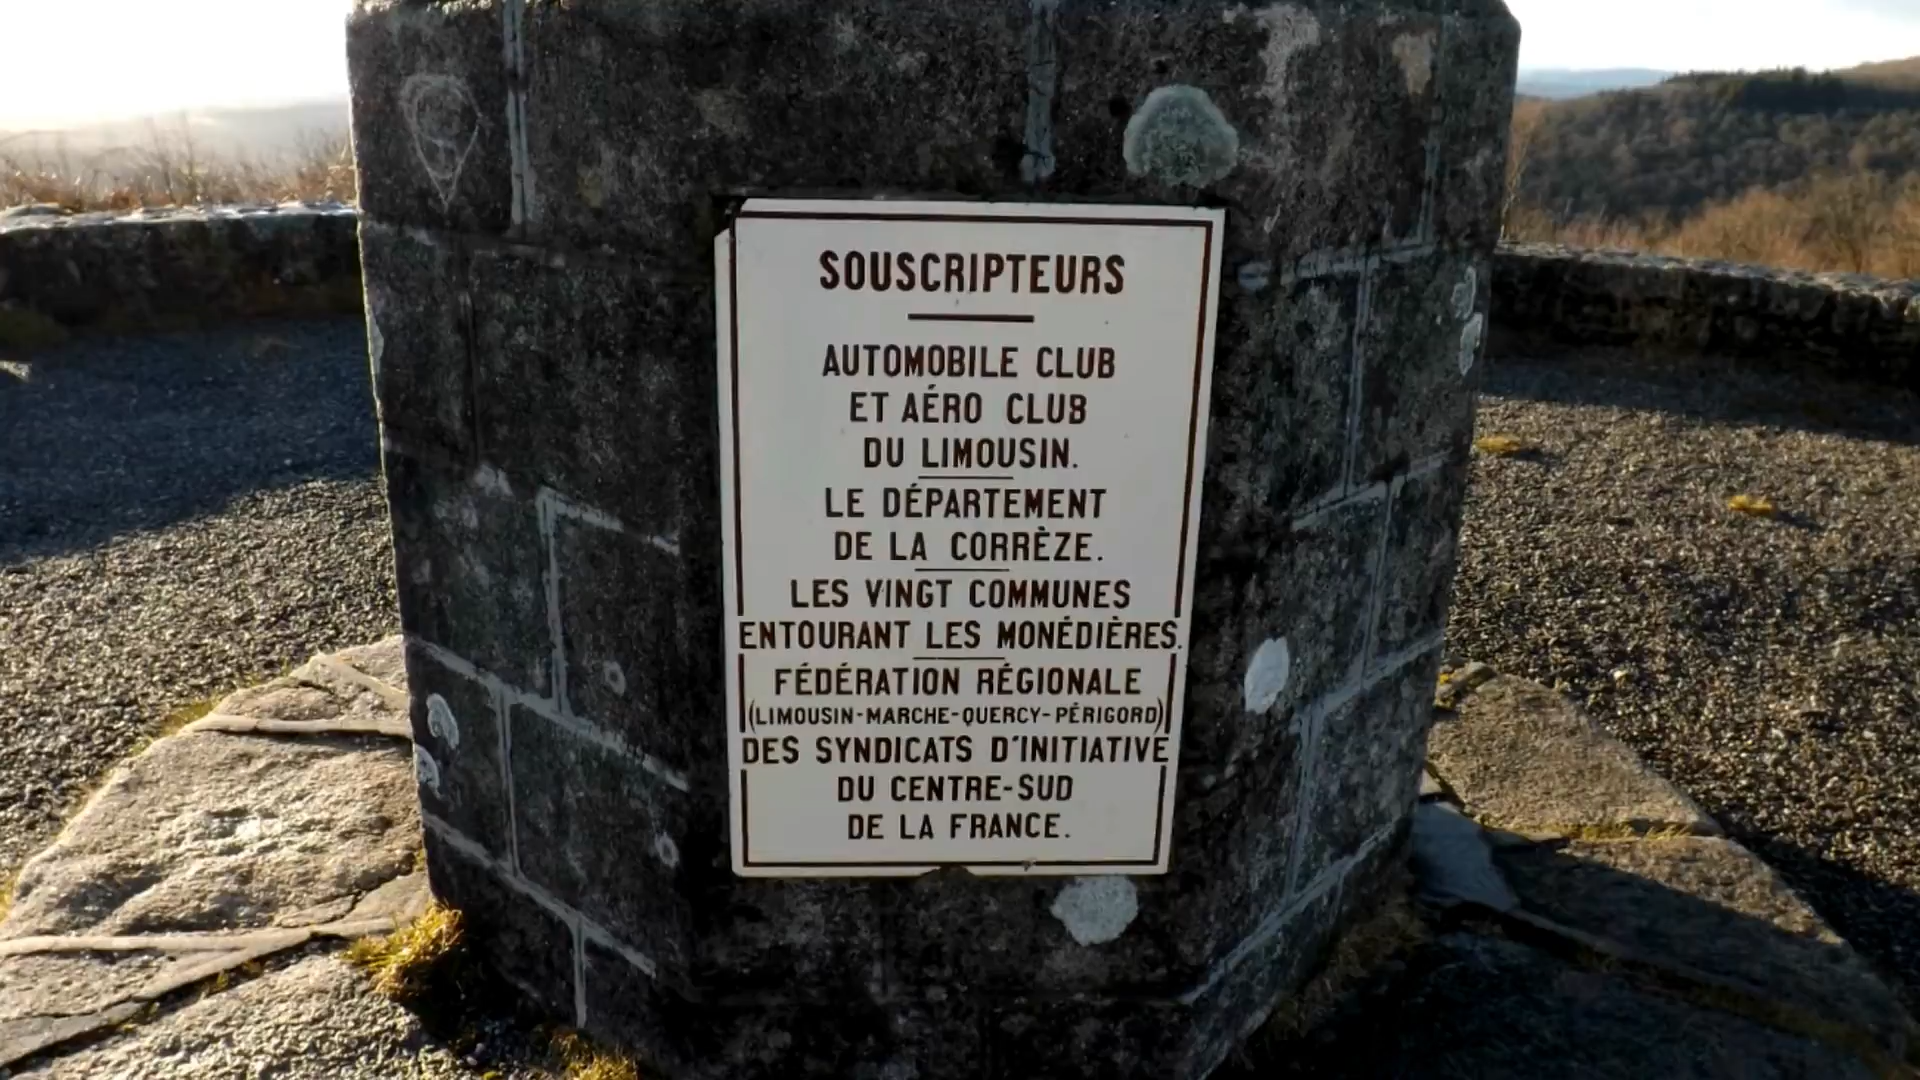 SOUSCRIPTEURS
AUTOMOBILE CLUB
ET AÉRO CLUB
DU LIMOUSIN.
LE DÉPARTEMENT
DE LA CORRÈZE.
LES VINGT COMMUNES
ENTOURANT LES MONÉDIÈRES.
FÉDÉRATION RÉGIONALE
(LIMOUSIN-MARCHE-QUERCY-PÉRIGORD)
DES SYNDICATS D'INITIATIVE
DU CENTRE-SUD
DE LA FRANCE.